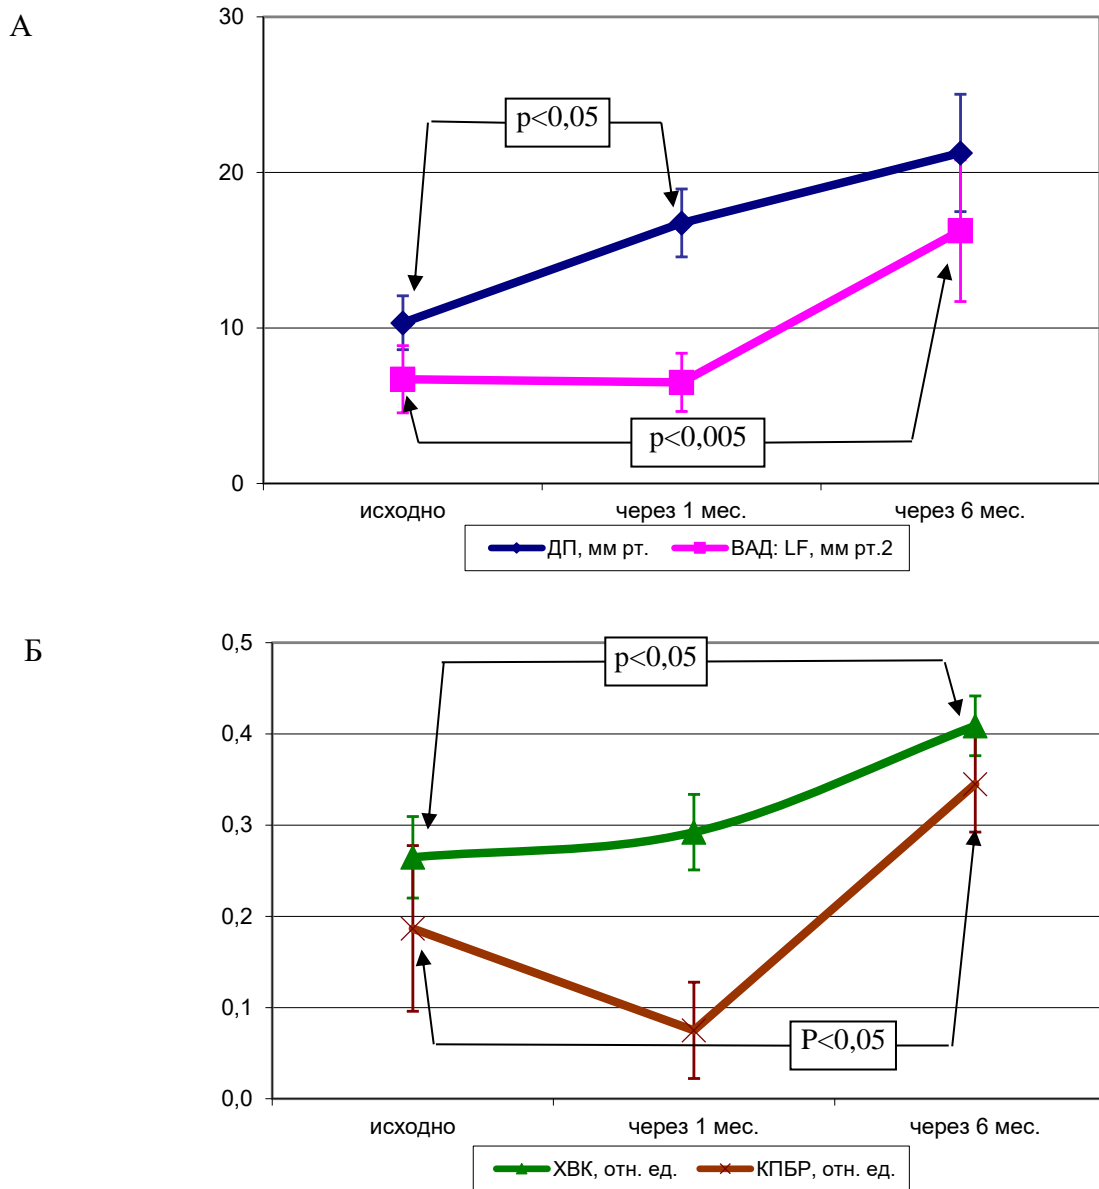 А
30
p<0,05
20
10
p<0,005
0
исходно через 1 мес. через 6 мес.
ДП, мм рт. ВАД: LF, мм рт.2
Б
0,5
p<0,05
0,4
0,3
0,2
0,1
P<0,05
0,0
исходно через 1 мес. через 6 мес.
ХВК, отн. ед. КПБР, отн. ед.